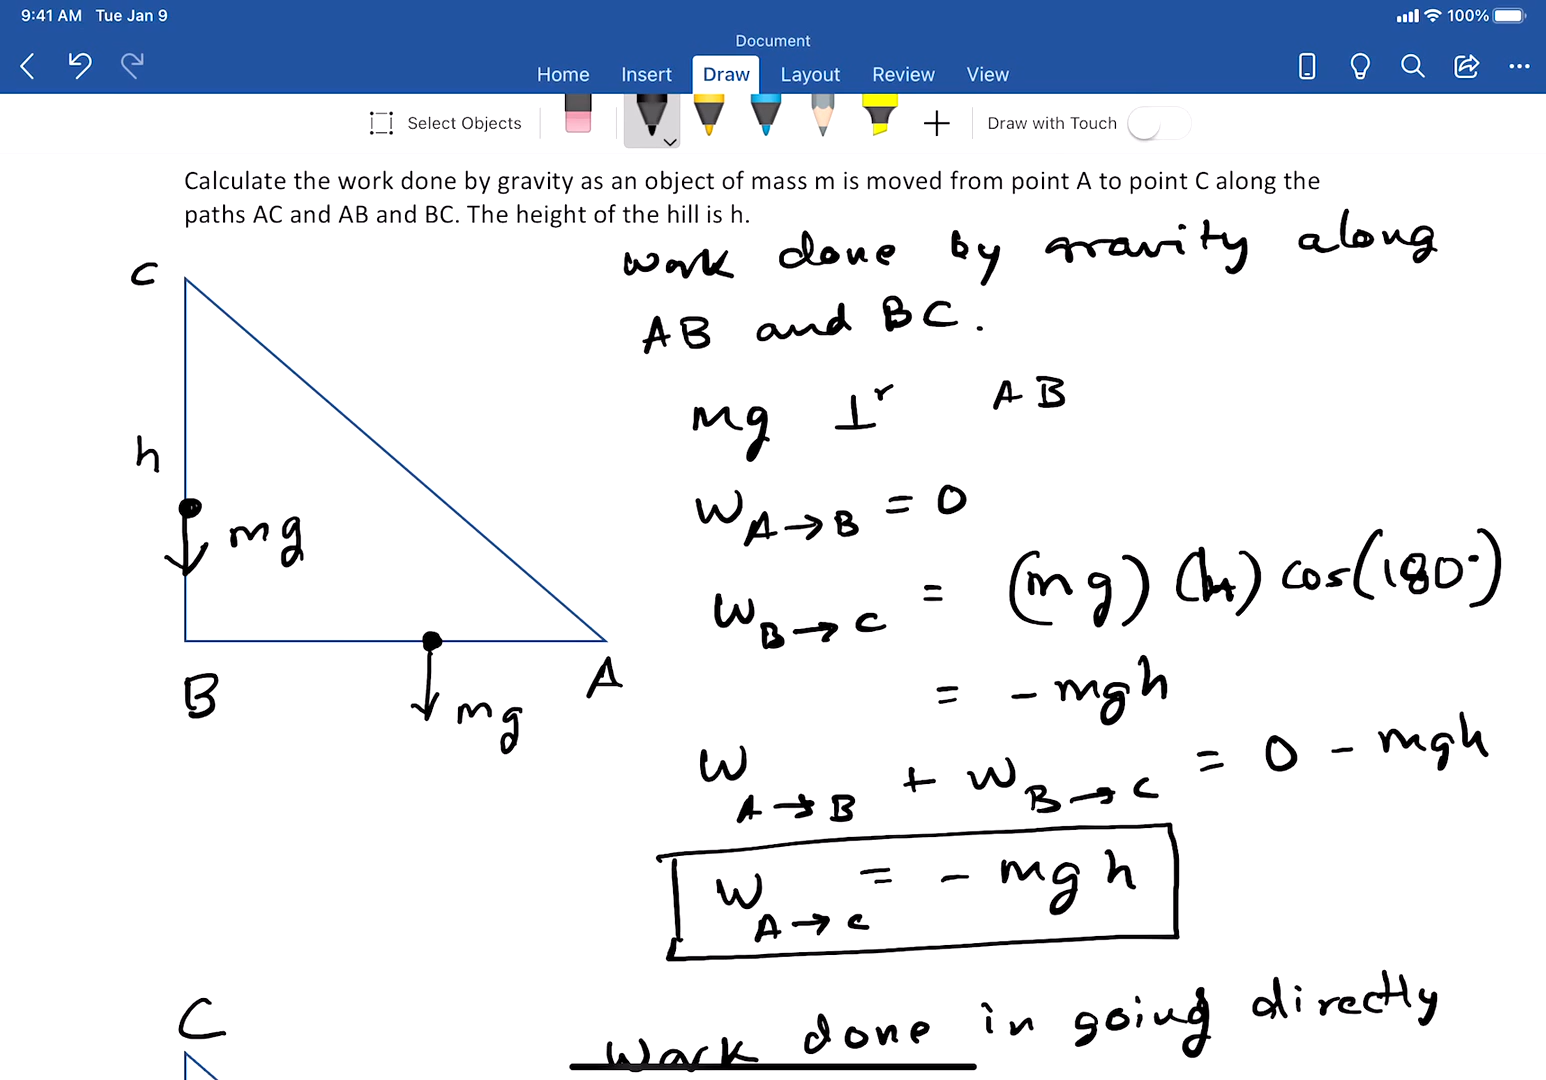 9:41 AM Tue Jan 9 100%
Document
Home Insert Draw Layout Review View
Select Objects Draw with Touch
Calculate the work done by gravity as an object of mass m is moved from point A to point C along the
paths AC and AB and BC. The height of the hill is h.
work done by gravity along
AB and BC.
C
mg ⊥r AB
h
mg
W A→B = 0
W B→C = (mg) (h) cos(180°)
B
A
mg
= - mgh
W A→B + W B→C = 0 - mgh
W A→C = - mgh
C
Work done in going directly